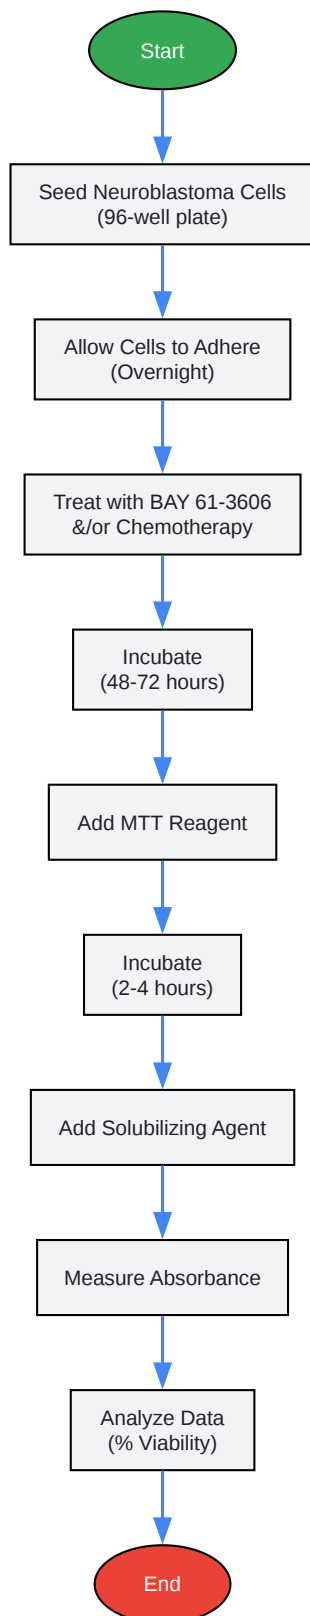 Start
Seed Neuroblastoma Cells
(96-well plate)
Allow Cells to Adhere
(Overnight)
Treat with BAY 61-3606
&/or Chemotherapy
Incubate
(48-72 hours)
Add MTT Reagent
Incubate
(2-4 hours)
Add Solubilizing Agent
Measure Absorbance
Analyze Data
(% Viability)
End